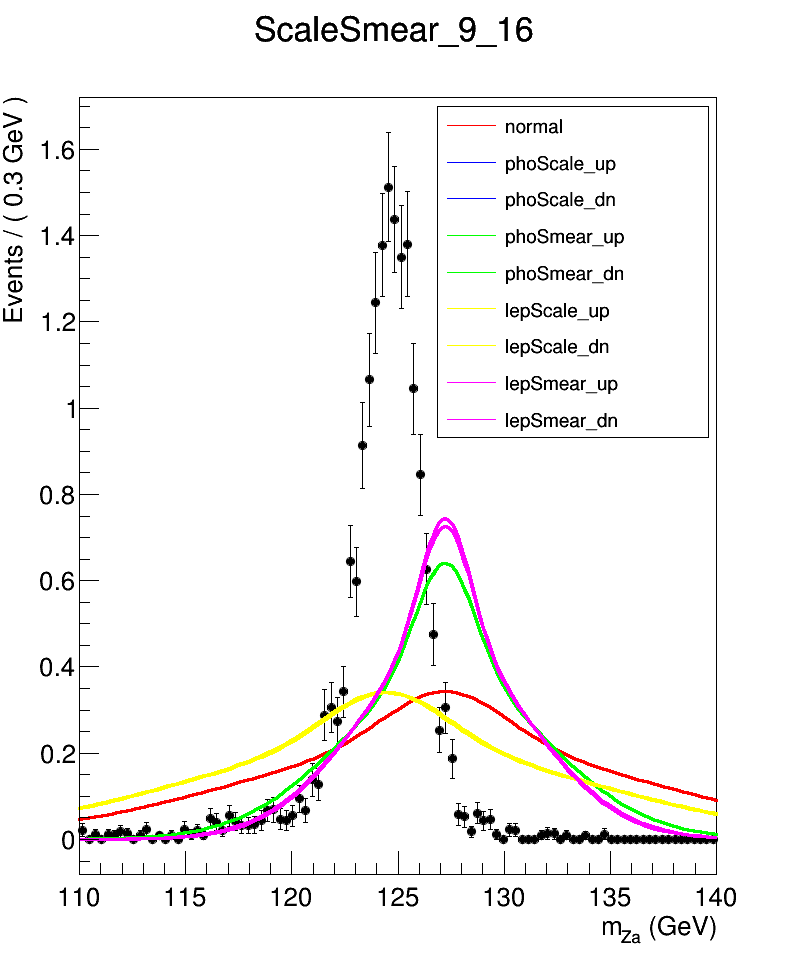 ScaleSmear_9_16
Events / ( 0.3 GeV )
1.6
1.4
1.2
1
0.8
0.6
0.4
0.2
0
normal
phoScale_up
phoScale_dn
phoSmear_up
phoSmear_dn
lepScale_up
lepScale_dn
lepSmear_up
lepSmear_dn
110 115 120 125 130 135 140
m_Za (GeV)